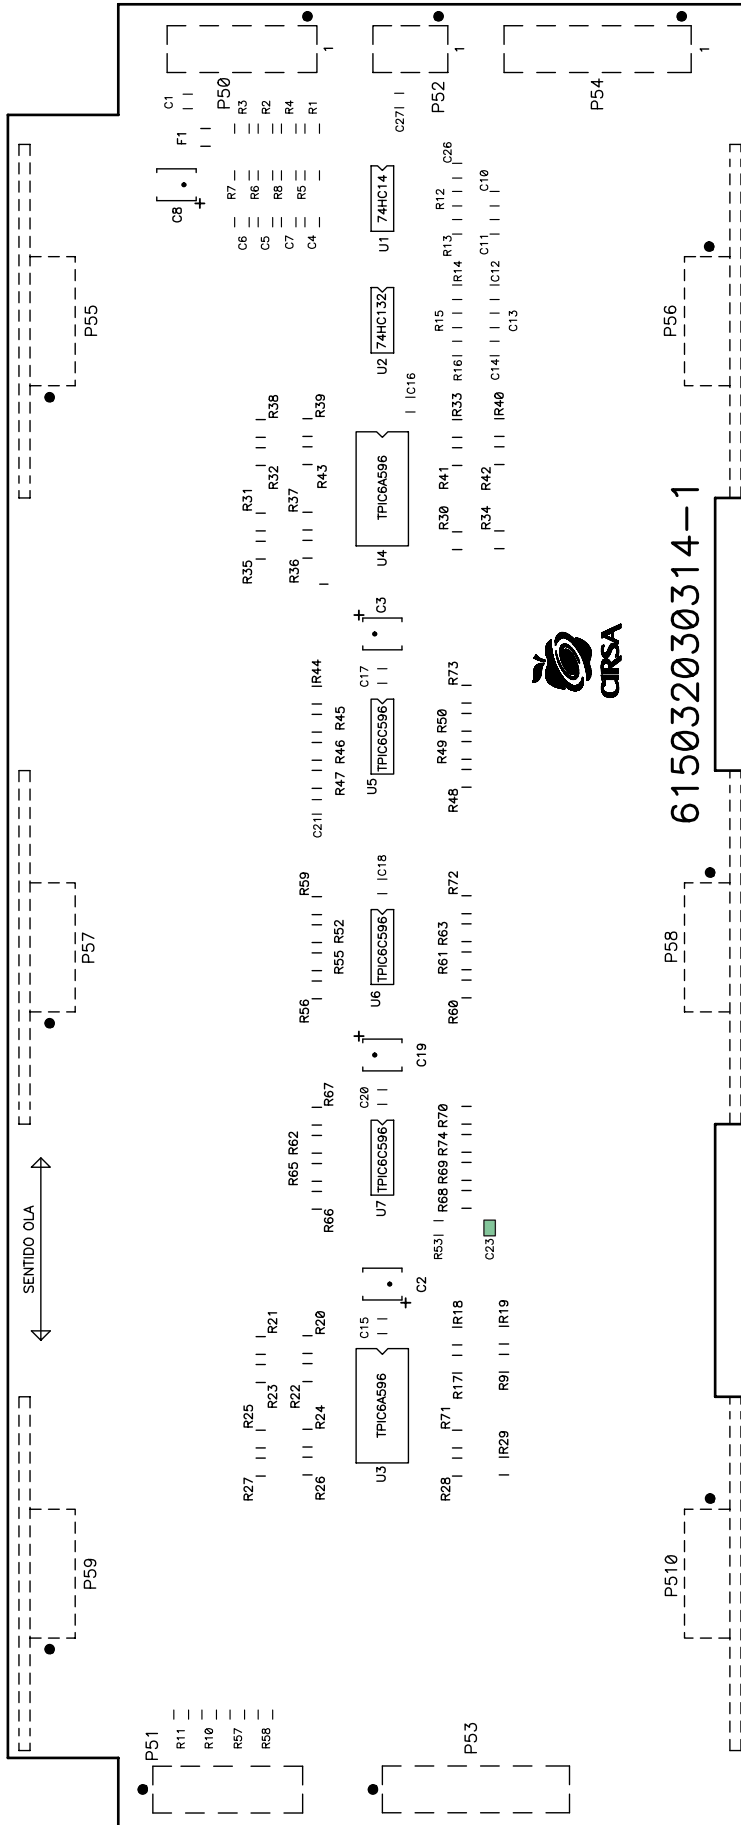 1
1
1
P50
P52
P54
C1
F1
R3
R2
R4
R1
C27
C8
+
R7
R6
R8
R5
C6
C5
C7
C4
74HC14
U1
C26
R12
C10
R13
C11
R14
C12
R15
C13
R16
C14
74HC132
U2
C16
P55
P56
R38
R39
R32
R43
R31
R37
R35
R36
TPIC6A596
U4
R33
R40
R41
R42
R30
R34
+
C3
C17
CIRSA
615032030314-1
R44
R45
R46
R47
C21
TPIC6C596
U5
R73
R50
R49
R48
C18
R59
R52
R55
R56
TPIC6C596
U6
R72
R63
R61
R60
P57
P58
+
C19
C20
R67
R62
R65
R66
TPIC6C596
U7
R70
R74
R69
R68
R53
C23
SENTIDO OLA
C2
+
C15
R21
R20
R23
R22
R25
R24
R27
R26
TPIC6A596
U3
R18
R19
R17
R9
R71
R28
R29
P59
P510
R11
R10
R57
R58
P51
P53